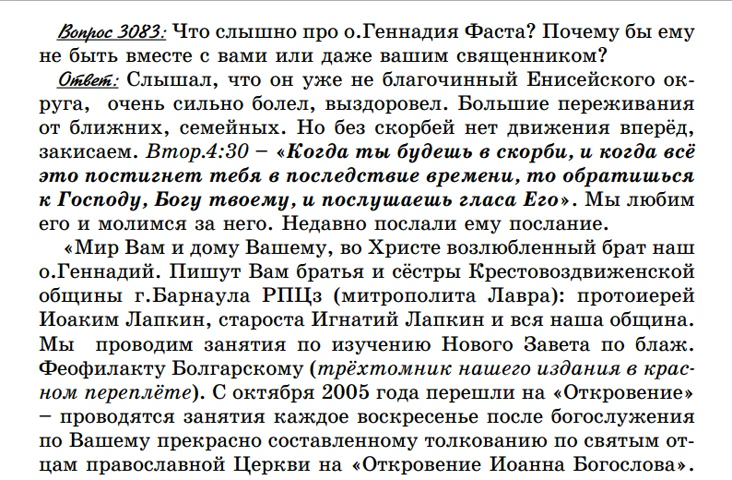 Вопрос 3083: Что слышно про о.Геннадия Фаста? Почему бы ему
не быть вместе с вами или даже вашим священником?
Ответ: Слышал, что он уже не благочинный Енисейского ок-
руга, очень сильно болел, выздоровел. Большие переживания
от ближних, семейных. Но без скорбей нет движения вперёд,
закисаем. Втор.4:30 – «Когда ты будешь в скорби, и когда всё
это постигнет тебя в последствие времени, то обратишься
к Господу, Богу твоему, и послушаешь гласа Его». Мы любим
его и молимся за него. Недавно послали ему послание.
«Мир Вам и дому Вашему, во Христе возлюбленный брат наш
о.Геннадий. Пишут Вам братья и сёстры Крестовоздвиженской
общины г.Барнаула РПЦз (митрополита Лавра): протоиерей
Иоаким Лапкин, староста Игнатий Лапкин и вся наша община.
Мы проводим занятия по изучению Нового Завета по блаж.
Феофилакту Болгарскому (трёхтомник нашего издания в крас-
ном переплёте). С октября 2005 года перешли на «Откровение»
– проводятся занятия каждое воскресенье после богослужения
по Вашему прекрасно составленному толкованию по святым от-
цам православной Церкви на «Откровение Иоанна Богослова».